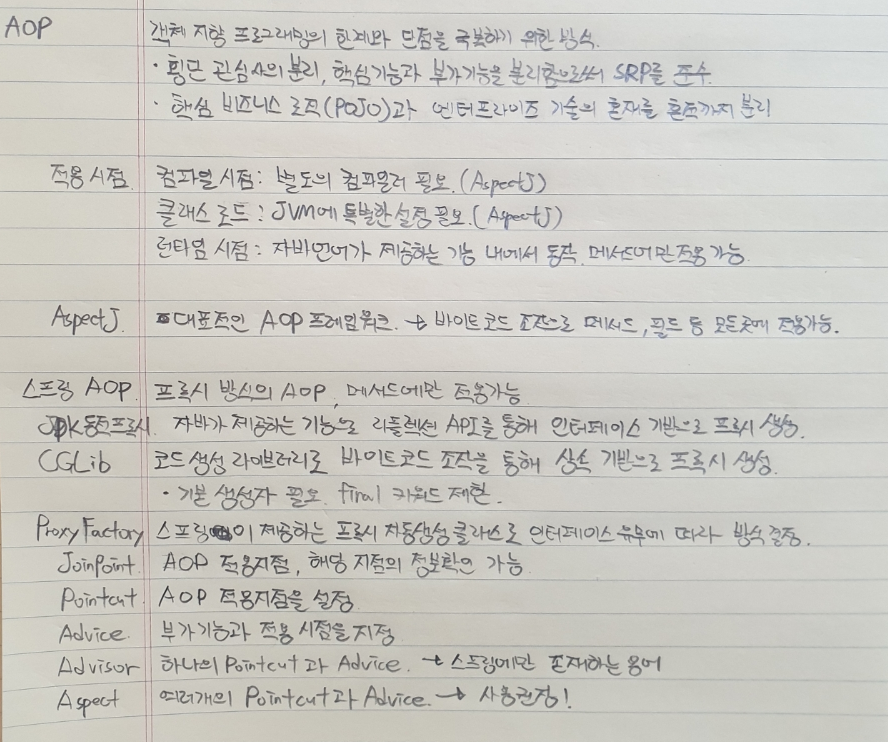 AOP 객체 지향 프로그래밍의 한계와 단점을 극복하기 위한 방식.
· 횡단 관심사의 분리, 핵심기능과 부가기능을 분리함으로써 SRP를 준수.
· 핵심 비즈니스 로직(POJO)과 엔터프라이즈 기술의 혼재를 분리
적용시점. 컴파일 시점 : 별도의 컴파일러 필요. (AspectJ)
클래스 로드 : JVM에 특별한 설정 필요. (AspectJ)
런타임 시점 : 자바언어가 제공하는 기능 내에서 동작. 메서드에만 적용가능.
AspectJ. 대표적인 AOP 프레임워크. → 바이트코드 조작으로 메서드, 필드 등 모든곳에 적용가능.
스프링 AOP. 프록시 방식의 AOP, 메서드에만 적용가능
JDK동적프록시. 자바가 제공하는 기능으로 리플렉션 API를 통해 인터페이스 기반으로 프록시 생성.
CGLib 코드생성 라이브러리로 바이트코드 조작을 통해 상속 기반으로 프록시 생성.
· 기본 생성자 필요. final 키워드 제한.
ProxyFactory 스프링이 제공하는 프록시 자동생성 클래스로 인터페이스 유무에 따라 방식 결정.
JoinPoint. AOP 적용지점, 해당 지점의 정보확인 가능.
Pointcut. AOP 적용지점을 설정.
Advice. 부가기능과 적용 시점을 지정
Advisor 하나의 Pointcut과 Advice. → 스프링에만 존재하는 용어
Aspect 여러개의 Pointcut과 Advice. → 사용권장!